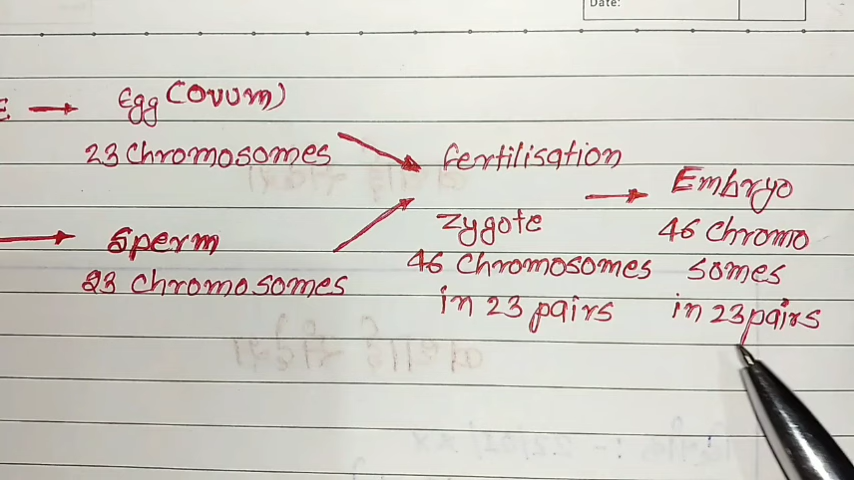 Date:
E → Egg (Ovum)
23 Chromosomes
→ Sperm
23 Chromosomes
fertilisation
Zygote
46 Chromosomes
in 23 pairs
→ Embryo
46 Chromo
somes
in 23 pairs